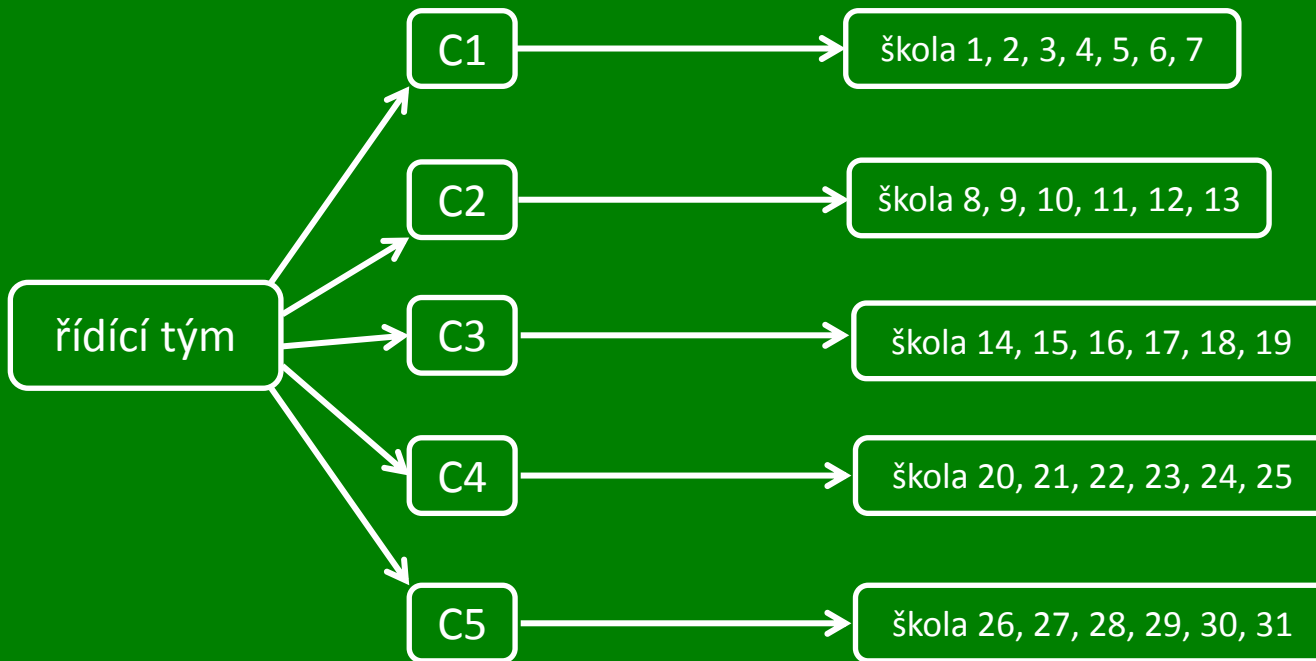 C1
škola 1, 2, 3, 4, 5, 6, 7
C2
škola 8, 9, 10, 11, 12, 13
řídící tým
C3
škola 14, 15, 16, 17, 18, 19
C4
škola 20, 21, 22, 23, 24, 25
C5
škola 26, 27, 28, 29, 30, 31